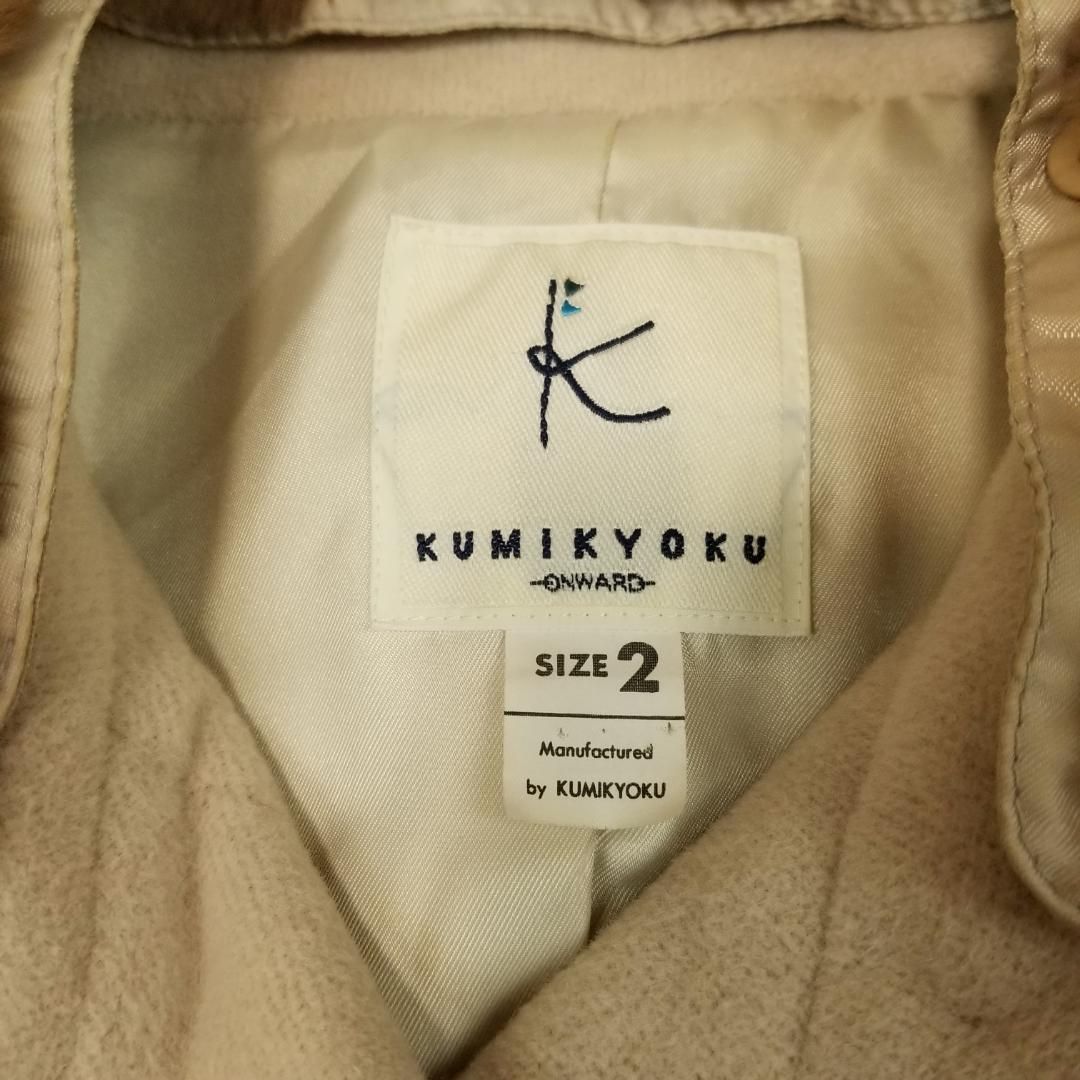 K
KUMIKYOKU
ONWARD
SIZE 2
Manufactured
by KUMIKYOKU